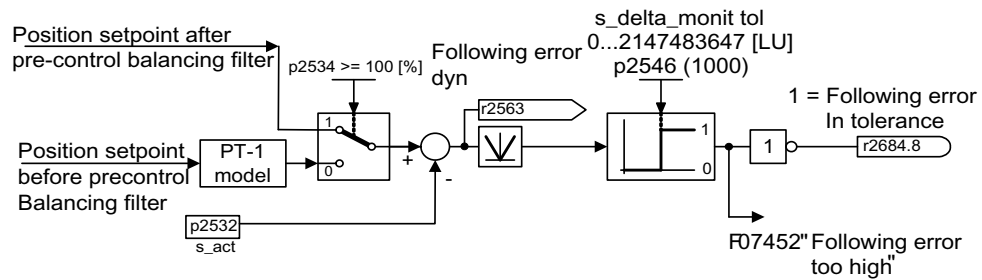 Position setpoint after
pre-control balancing filter
p2534 >= 100 [%]
1
0
Position setpoint
before precontrol
Balancing filter
PT-1
model
p2532
s_act
+
-
Following error
dyn
r2563
s_delta_monit tol
0...2147483647 [LU]
p2546 (1000)
1
0
1
1 = Following error
In tolerance
r2684.8
F07452"Following error
too high"